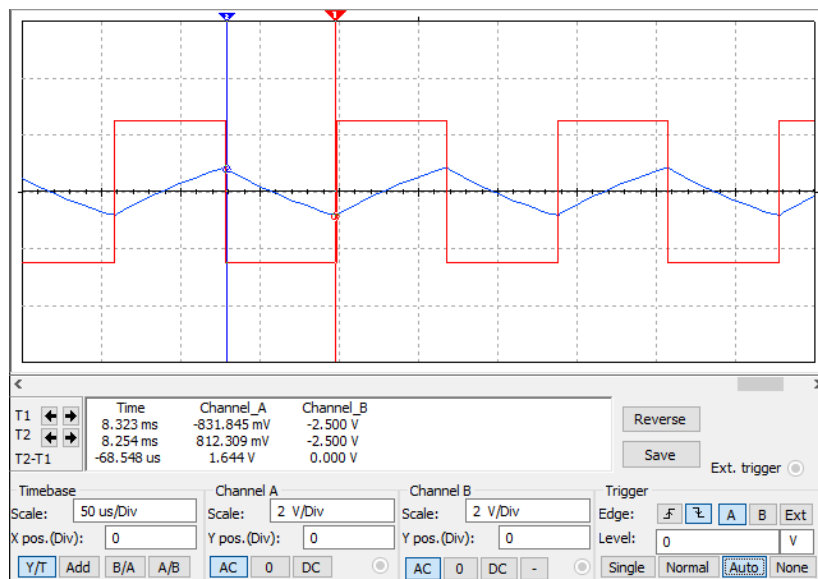 2 1
T1 Time Channel_A Channel_B
8.323 ms -831.845 mV -2.500 V
T2 8.254 ms 812.309 mV -2.500 V
T2-T1 -68.548 us 1.644 V 0.000 V
Reverse
Save
Ext. trigger
Timebase
Scale: 50 us/Div
X pos.(Div): 0
Y/T Add B/A A/B
Channel A
Scale: 2 V/Div
Y pos.(Div): 0
AC 0 DC
Channel B
Scale: 2 V/Div
Y pos.(Div): 0
AC 0 DC -
Trigger
Edge: A B Ext
Level: 0 V
Single Normal Auto None